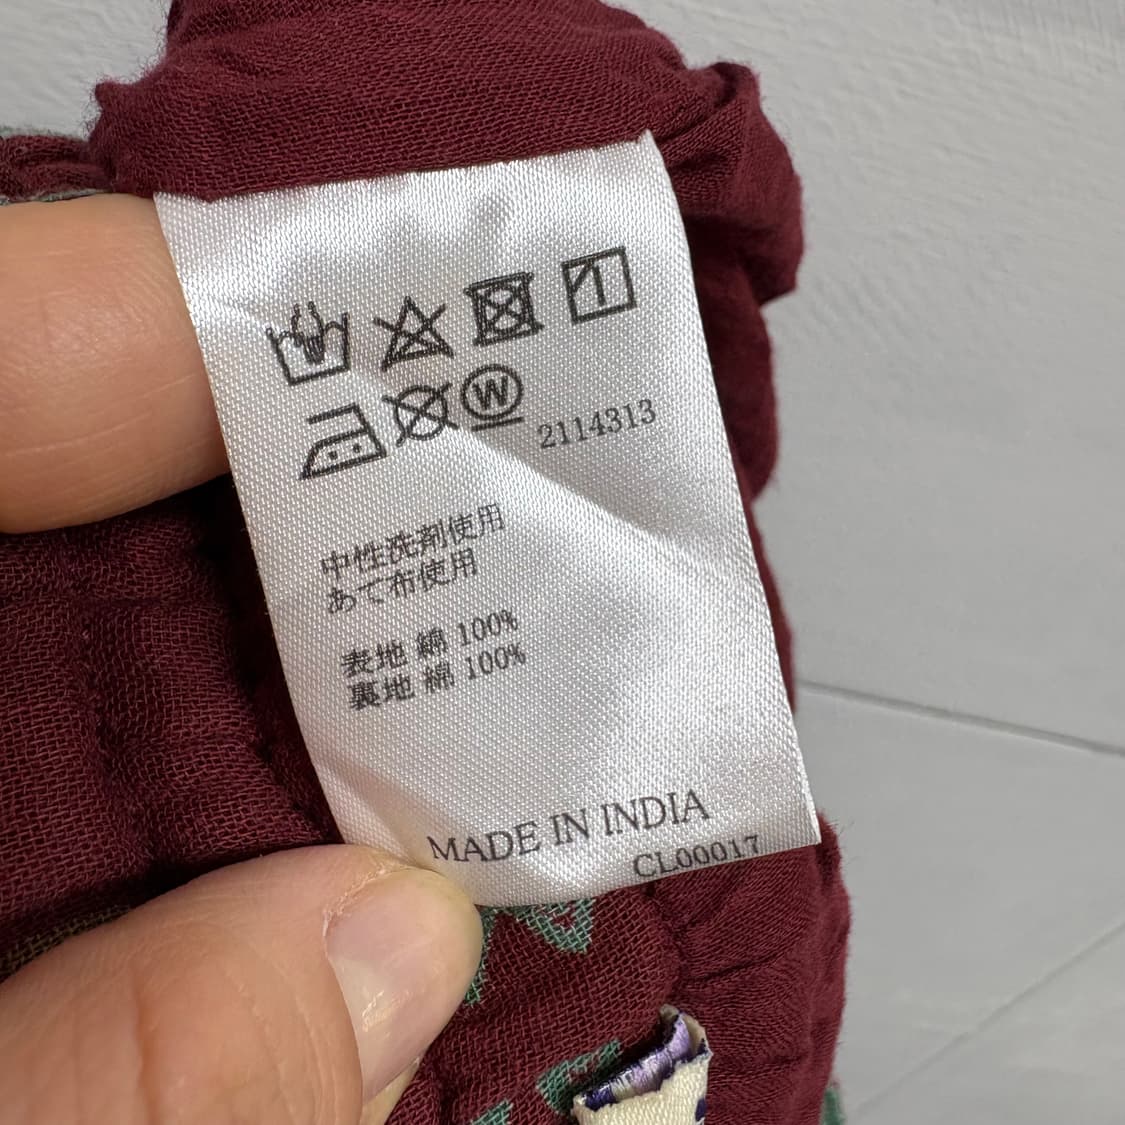 W
2114313
中性洗剤使用
あて布使用
表地 綿 100%
裏地 綿 100%
MADE IN INDIA
CL00017